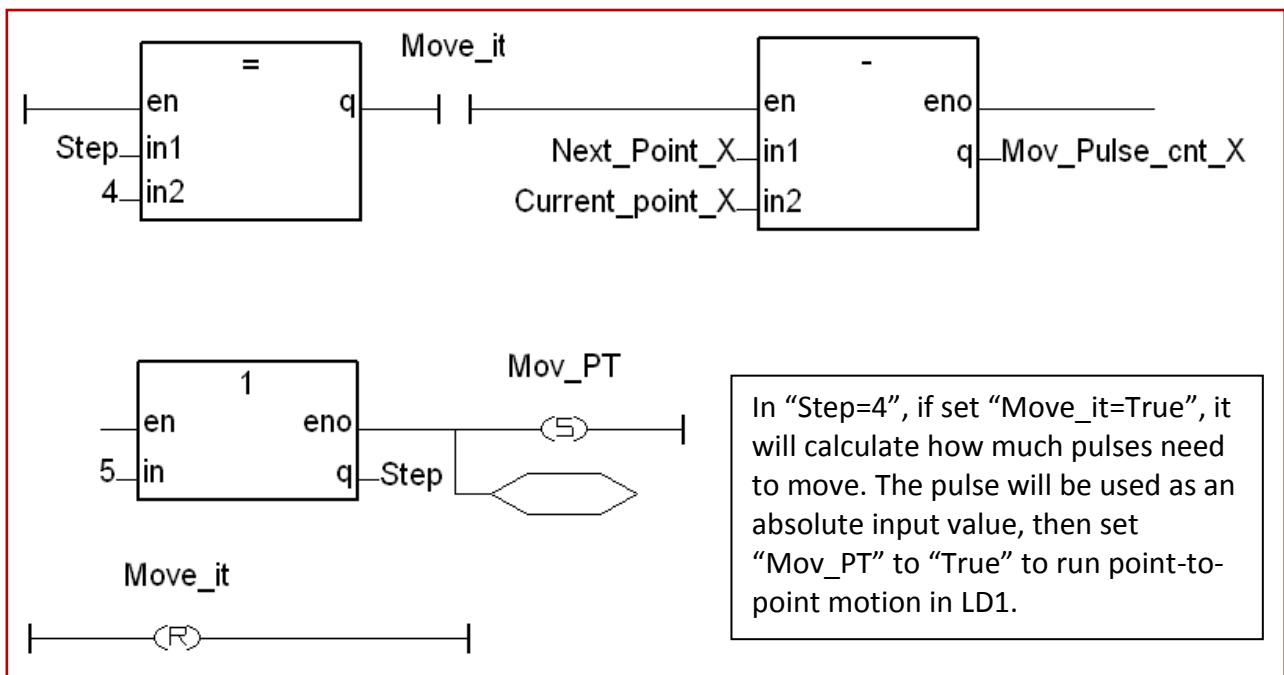 Move_it
=
-
en q
en eno
Step in1
Next_Point_X in1
q Mov_Pulse_cnt_X
4 in2
Current_point_X in2
Mov_PT
1
en eno
(S)
5 in
q Step
In “Step=4”, if set “Move_it=True”, it
will calculate how much pulses need
to move. The pulse will be used as an
absolute input value, then set
“Mov_PT” to “True” to run point-to-
point motion in LD1.
Move_it
(R)